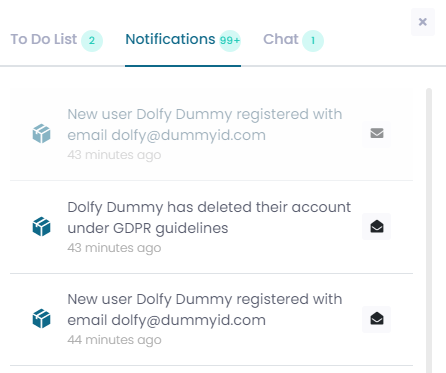 To Do List 2 Notifications 99+ Chat 1
New user Dolfy Dummy registered with
email dolfy@dummyid.com
43 minutes ago
Dolfy Dummy has deleted their account
under GDPR guidelines
43 minutes ago
New user Dolfy Dummy registered with
email dolfy@dummyid.com
44 minutes ago